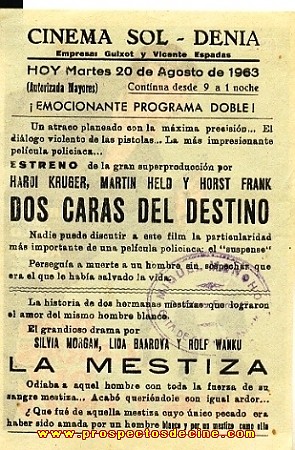 CINEMA SOL - DENIA
Empresas Guixot y Vicente Espadas
HOY Martes 20 de Agosto de 1963
(Autorizada Mayores) Continua desde 9 a 1 noche
¡EMOCIONANTE PROGRAMA DOBLE!
Un atraco planeado con la máxima precisión... El
diálogo violento de las pistolas... La más impresionante
película policiaca...
ESTRENO de la gran superproducción por
HARDI KRUGER, MARTIN HELD Y HORST FRANK
DOS CARAS DEL DESTINO
Nadie puede discutir a este film la particularidad
más importante de una película policiaca: el "suspense"
Perseguía a muerte a un hombre sin sospechar que
era el que le había salvado la vida
La historia de dos hermanas mestizas que lograron
el amor del mismo hombre blanco.
El grandioso drama por
SILVIA MORGAN, LIDA BAAROVA Y ROLF WANKU
LA MESTIZA
Odiaba a aquel hombre con toda la fuerza de su
sangre mestiza... Acabó queriéndole con igual ardor...
¿Que fué de aquella mestiza cuyo único pecado era
haber sido amada por un hombre blanco y por un mestizo como ella
www.prospectosdecine.com